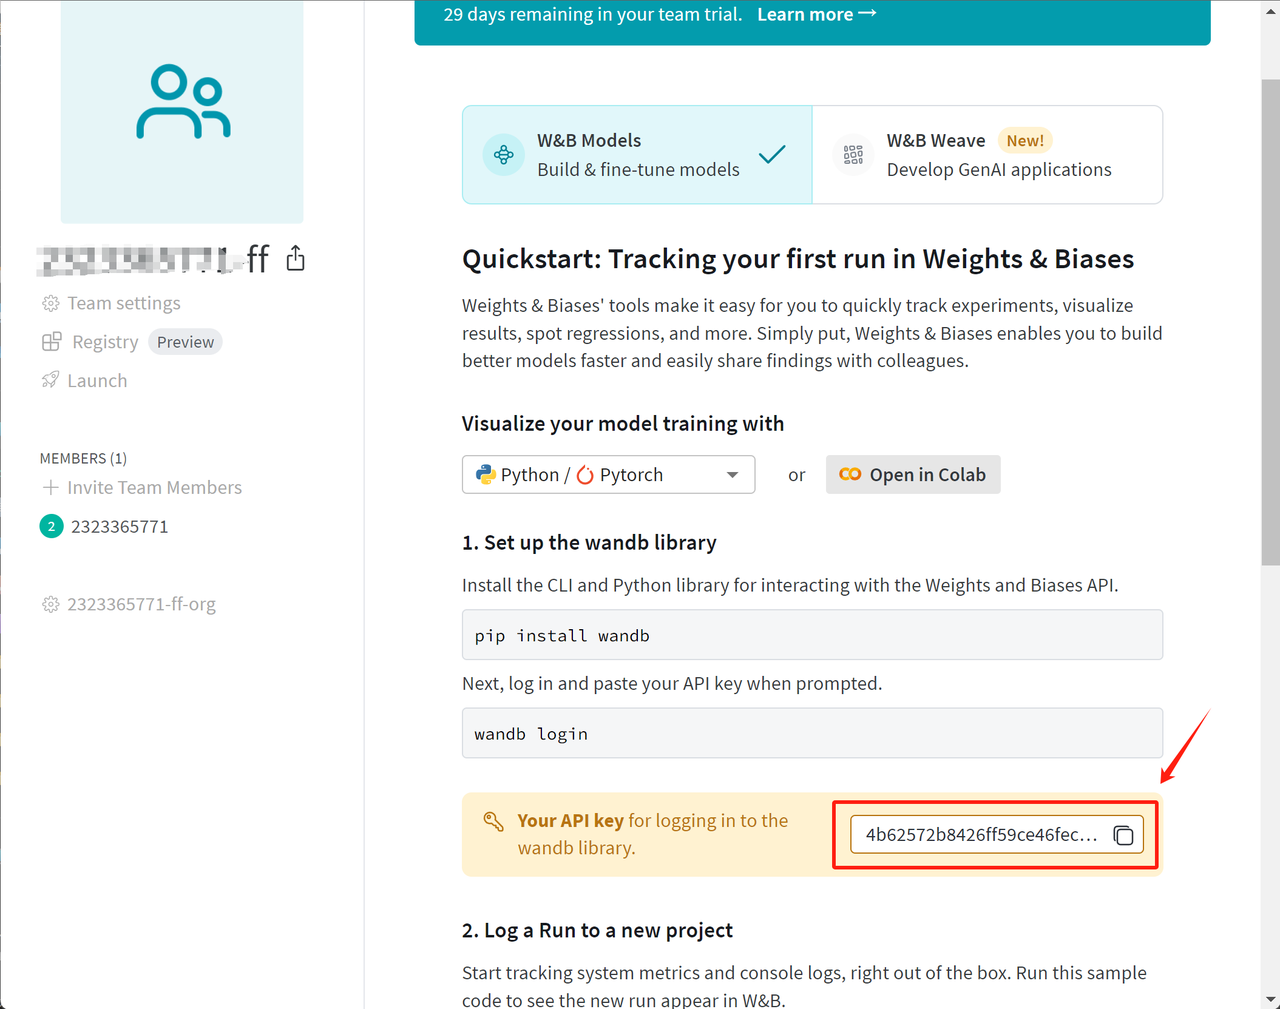 29 days remaining in your team trial. Learn more →
W&B Models
Build & fine-tune models
W&B Weave New!
Develop GenAI applications
-ff
Team settings
Registry Preview
Launch
MEMBERS (1)
Invite Team Members
2 2323365771
2323365771-ff-org
Quickstart: Tracking your first run in Weights & Biases
Weights & Biases' tools make it easy for you to quickly track experiments, visualize
results, spot regressions, and more. Simply put, Weights & Biases enables you to build
better models faster and easily share findings with colleagues.
Visualize your model training with
Python / Pytorch or Open in Colab
1. Set up the wandb library
Install the CLI and Python library for interacting with the Weights and Biases API.
pip install wandb
Next, log in and paste your API key when prompted.
wandb login
Your API key for logging in to the
wandb library.
4b62572b8426ff59ce46fec...
2. Log a Run to a new project
Start tracking system metrics and console logs, right out of the box. Run this sample
code to see the new run appear in W&B.